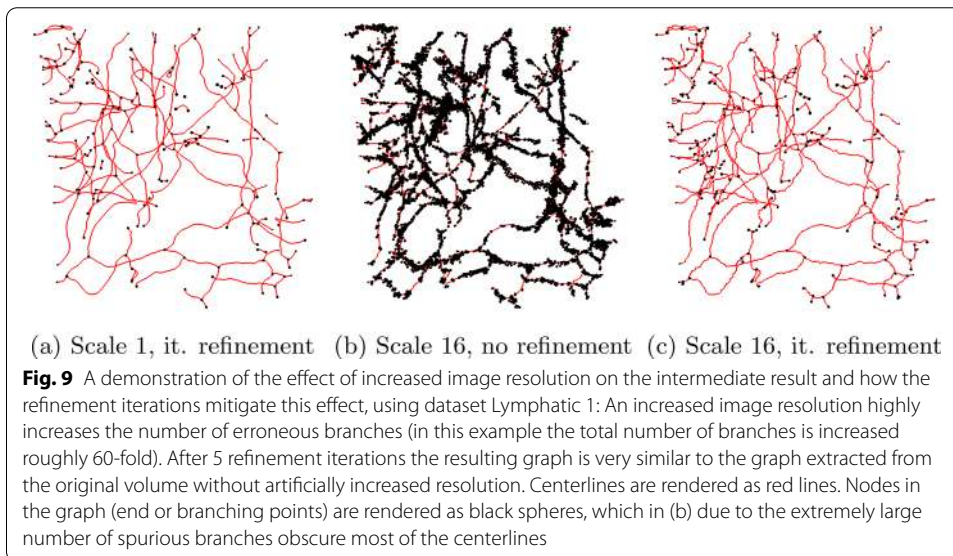 (a) Scale 1, it. refinement (b) Scale 16, no refinement (c) Scale 16, it. refinement
Fig. 9 A demonstration of the effect of increased image resolution on the intermediate result and how the
refinement iterations mitigate this effect, using dataset Lymphatic 1: An increased image resolution highly
increases the number of erroneous branches (in this example the total number of branches is increased
roughly 60-fold). After 5 refinement iterations the resulting graph is very similar to the graph extracted from
the original volume without artificially increased resolution. Centerlines are rendered as red lines. Nodes in
the graph (end or branching points) are rendered as black spheres, which in (b) due to the extremely large
number of spurious branches obscure most of the centerlines